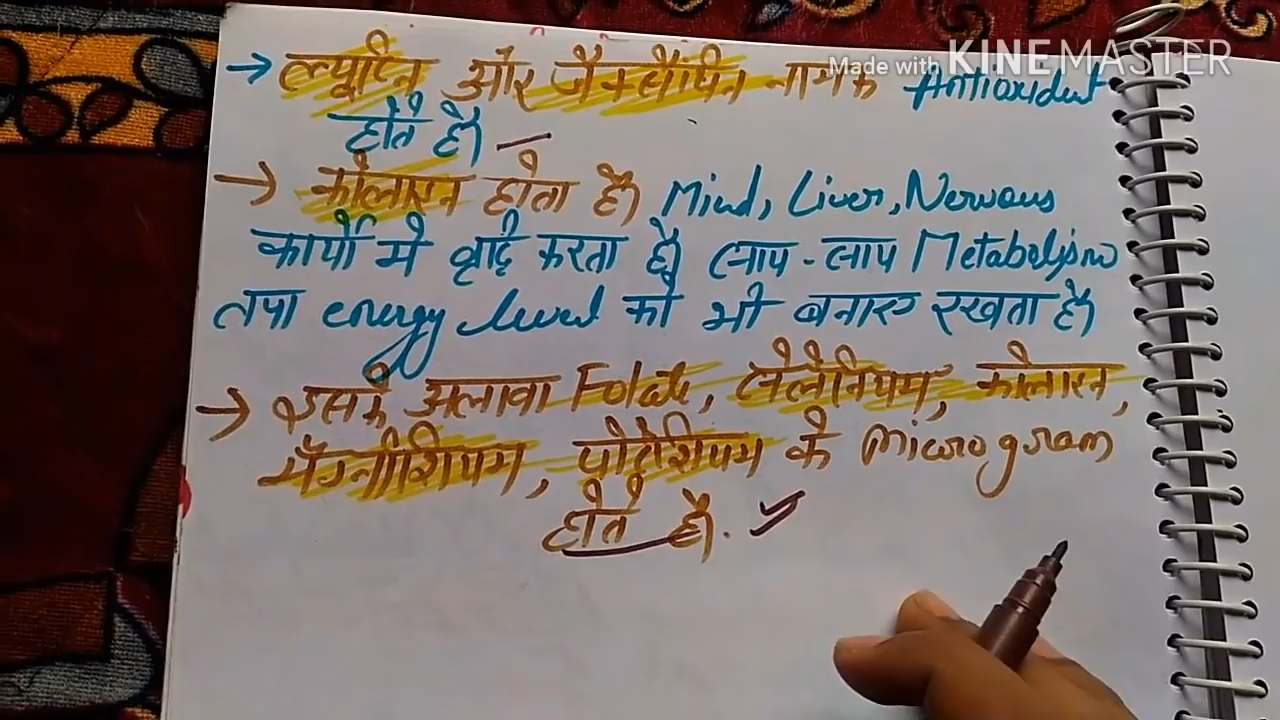 Made with KINEMASTER
→ ल्यूटिन और जैक्सैंथिन नामक Antioxidant
होते है।
→ कोलाइन होता है। Mind, Liver, Nervous
कार्यो मे वृद्दि करता है। साथ - साथ Metabolism
तथा energy level को भी बनाए रखता है।
→ इसके अलावा Folate, सेलेनियम, कोलाइन,
मैग्नीशियम, पोटेशियम के microgram
होते है.